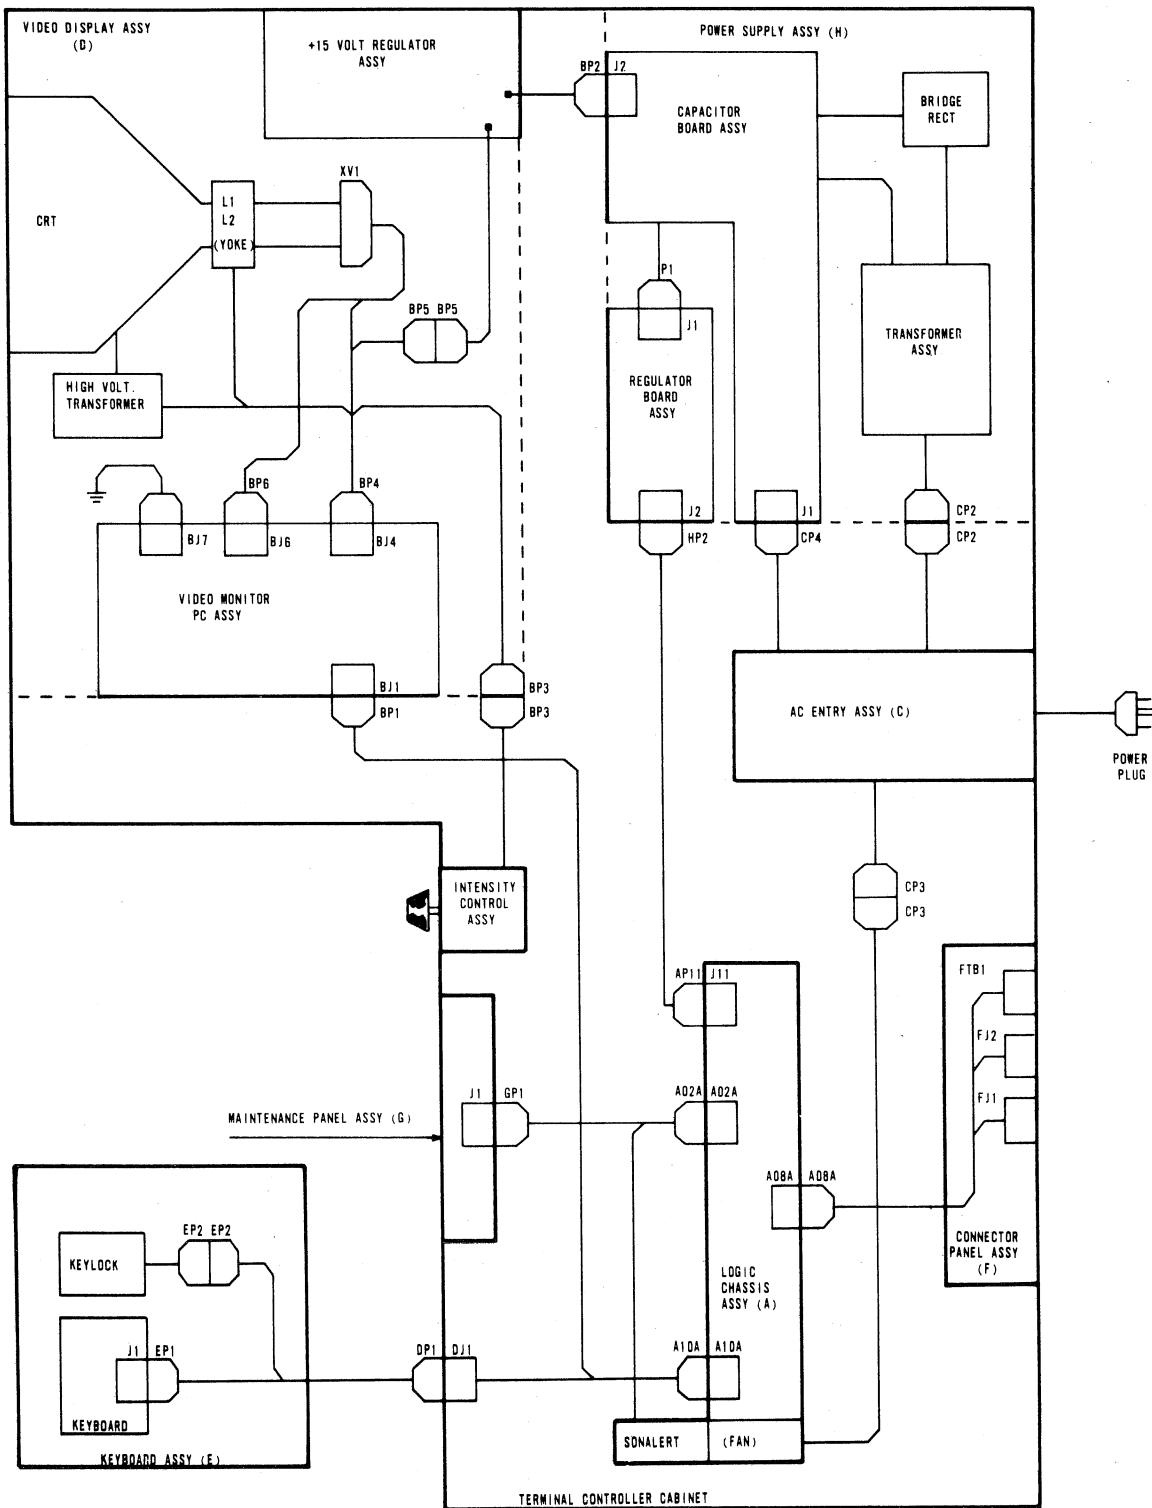 VIDEO DISPLAY ASSY
+15 VOLT REGULATOR
ASSY
POWER SUPPLY ASSY (H)
BP2 J2
CAPACITOR
BOARD ASSY
BRIDGE
RECT
XV1
L1
L2
(YOKE)
CRT
P1
J1
BP5 BP5
TRANSFORMER
ASSY
REGULATOR
BOARD
ASSY
HIGH VOLT.
TRANSFORMER
BP6
BP4
BJ7
BJ6
BJ4
J2
HP2
J1
CP4
CP2
CP2
VIDEO MONITOR
PC ASSY
BJ1
BP1
BP3
BP3
AC ENTRY ASSY (C)
POWER
PLUG
INTENSITY
CONTROL
ASSY
CP3
CP3
AP11 J11
FTB1
FJ2
FJ1
J1 GP1
A02A A02A
MAINTENANCE PANEL ASSY (G)
A08A A08A
CONNECTOR
PANEL ASSY
(F)
EP2 EP2
KEYLOCK
LOGIC
CHASSIS
ASSY (A)
J1 EP1
DP1 DJ1
A10A A10A
KEYBOARD
KEYBOARD ASSY (E)
SONALERT (FAN)
TERMINAL CONTROLLER CABINET